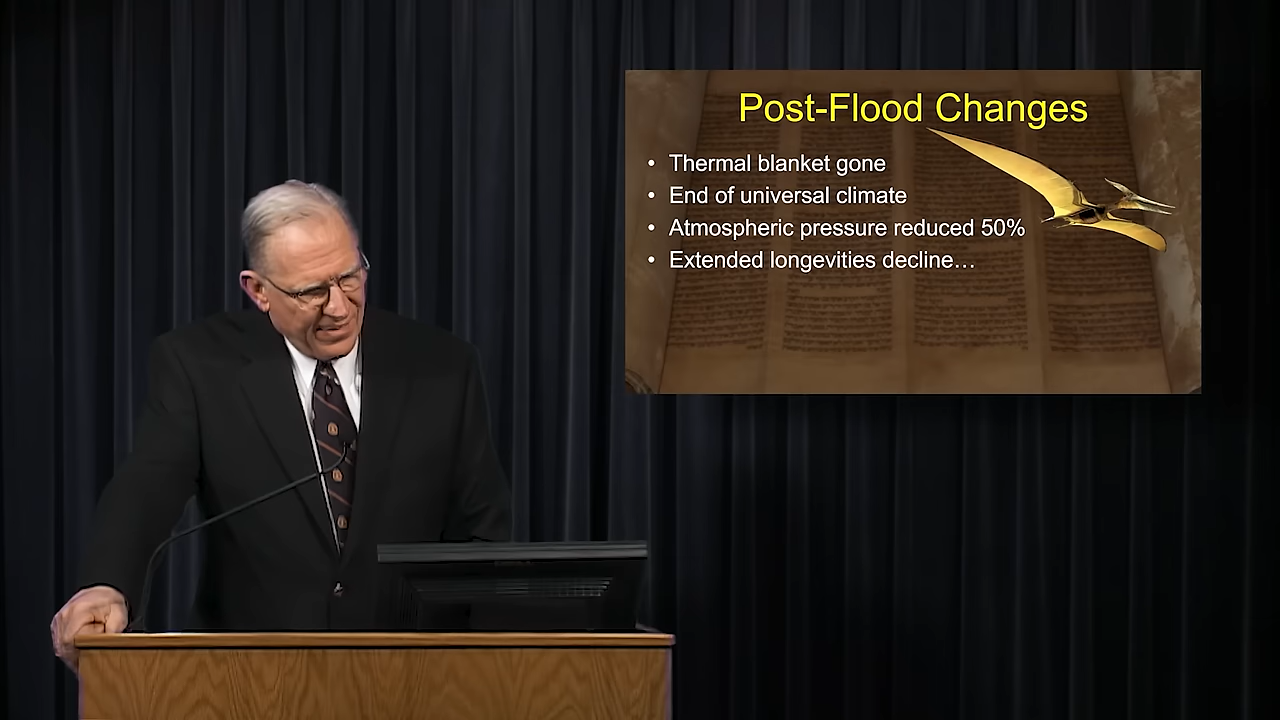 Post-Flood Changes
• Thermal blanket gone
• End of universal climate
• Atmospheric pressure reduced 50%
• Extended longevities decline…